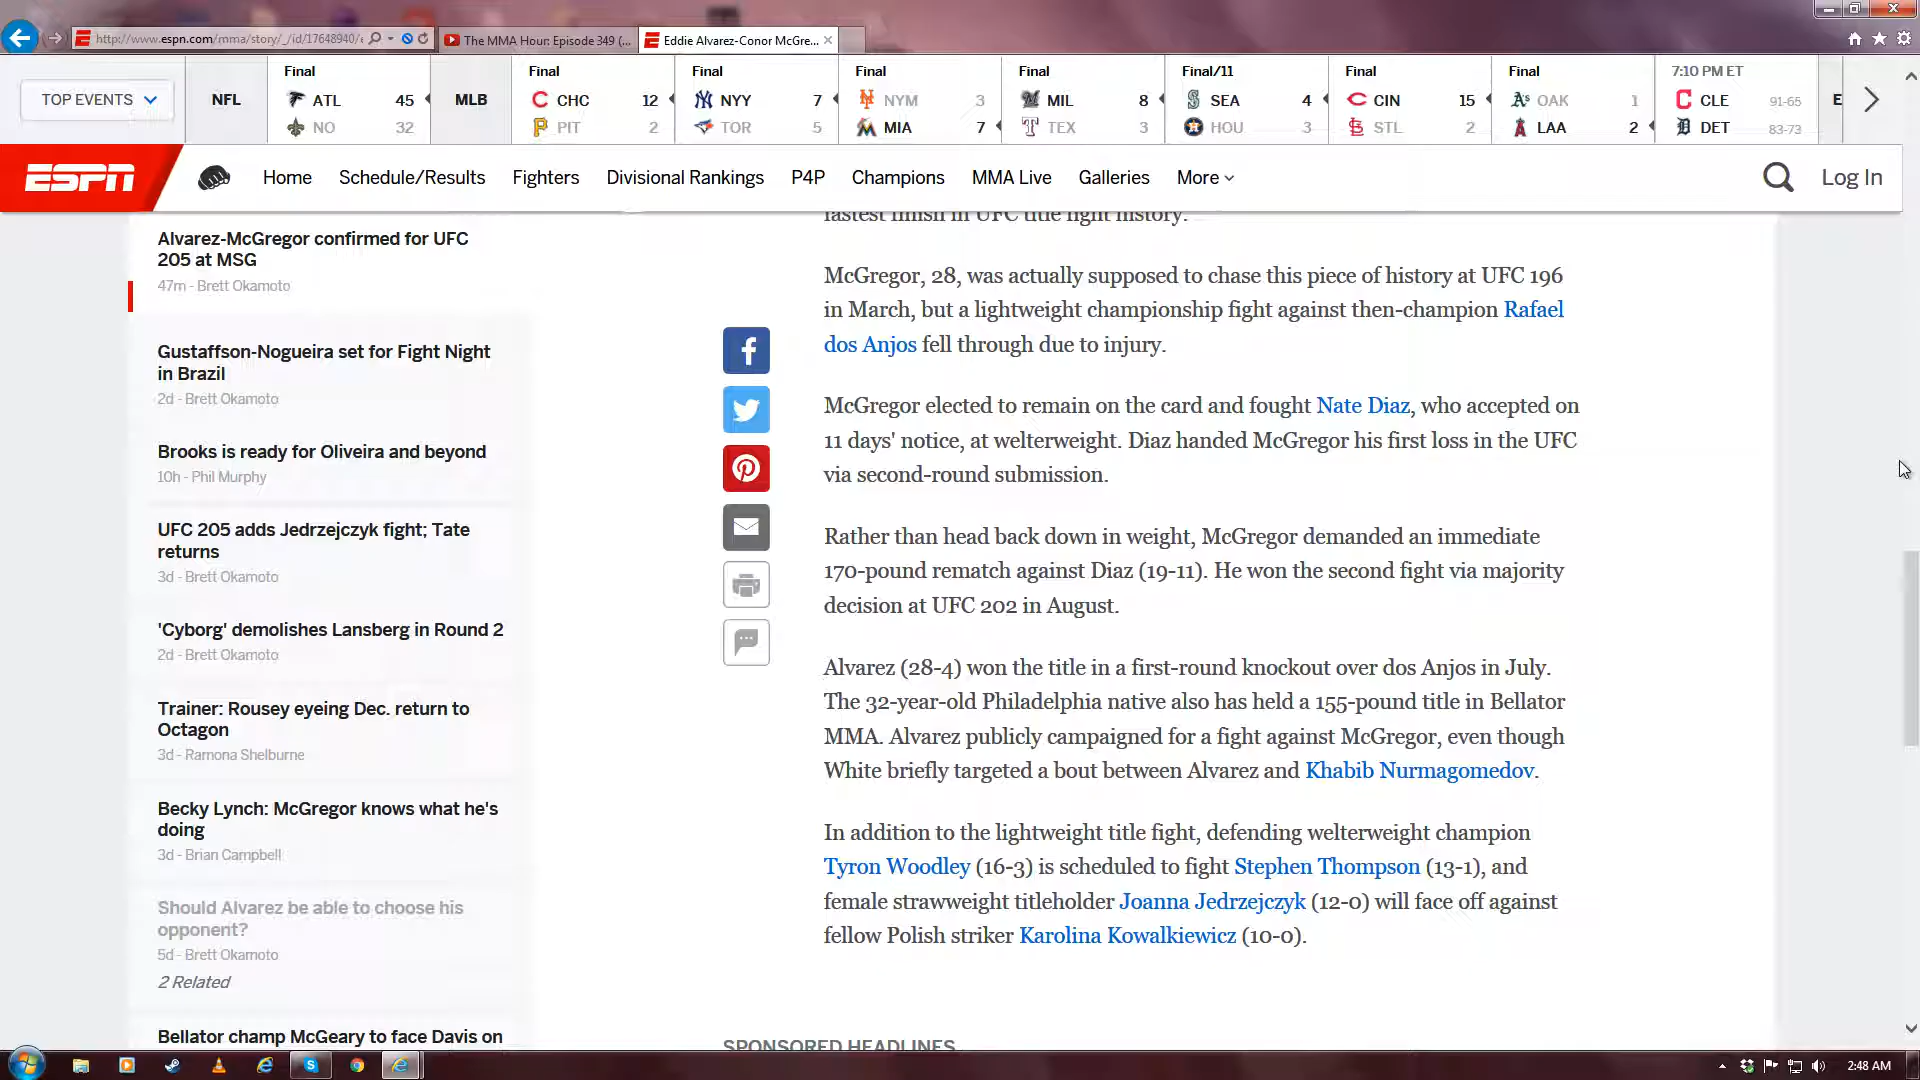 http://www.espn.com/mma/story/_/id/17648940/
The MMA Hour: Episode 349 (...
Eddie Alvarez-Conor McGre...
TOP EVENTS
NFL
Final
ATL 45
NO 32
MLB
Final
CHC 12
PIT 2
Final
NYY 7
TOR 5
Final
NYM 3
MIA 7
Final
MIL 8
TEX 3
Final/11
SEA 4
HOU 3
Final
CIN 15
STL 2
Final
OAK 1
LAA 2
7:10 PM ET
CLE 91-65
DET 83-73
E
ESPN
Home
Schedule/Results
Fighters
Divisional Rankings
P4P
Champions
MMA Live
Galleries
More
Log In
Alvarez-McGregor confirmed for UFC
205 at MSG
47m - Brett Okamoto
Gustaffson-Nogueira set for Fight Night
in Brazil
2d - Brett Okamoto
Brooks is ready for Oliveira and beyond
10h - Phil Murphy
UFC 205 adds Jedrzejczyk fight; Tate
returns
3d - Brett Okamoto
'Cyborg' demolishes Lansberg in Round 2
2d - Brett Okamoto
Trainer: Rousey eyeing Dec. return to
Octagon
3d - Ramona Shelburne
Becky Lynch: McGregor knows what he's
doing
3d - Brian Campbell
Should Alvarez be able to choose his
opponent?
5d - Brett Okamoto
2 Related
Bellator champ McGeary to face Davis on
fastest finish in UFC title fight history.
McGregor, 28, was actually supposed to chase this piece of history at UFC 196
in March, but a lightweight championship fight against then-champion Rafael
dos Anjos fell through due to injury.
McGregor elected to remain on the card and fought Nate Diaz, who accepted on
11 days' notice, at welterweight. Diaz handed McGregor his first loss in the UFC
via second-round submission.
Rather than head back down in weight, McGregor demanded an immediate
170-pound rematch against Diaz (19-11). He won the second fight via majority
decision at UFC 202 in August.
Alvarez (28-4) won the title in a first-round knockout over dos Anjos in July.
The 32-year-old Philadelphia native also has held a 155-pound title in Bellator
MMA. Alvarez publicly campaigned for a fight against McGregor, even though
White briefly targeted a bout between Alvarez and Khabib Nurmagomedov.
In addition to the lightweight title fight, defending welterweight champion
Tyron Woodley (16-3) is scheduled to fight Stephen Thompson (13-1), and
female strawweight titleholder Joanna Jedrzejczyk (12-0) will face off against
fellow Polish striker Karolina Kowalkiewicz (10-0).
SPONSORED HEADLINES
2:48 AM